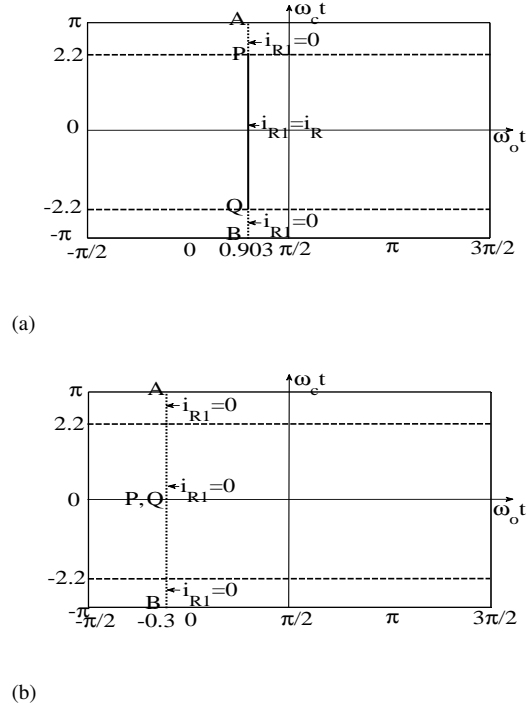 π A ω_c t
i_R1=0
2.2 P
0 i_R1=i_R ω_o t
-2.2 Q
i_R1=0
-π B
-π/2 0 0.903 π/2 π 3π/2
(a)
π A ω_c t
i_R1=0
2.2
i_R1=0
0 P,Q ω_o t
-2.2
i_R1=0
-π B
-π/2 -0.3 0 π/2 π 3π/2
(b)